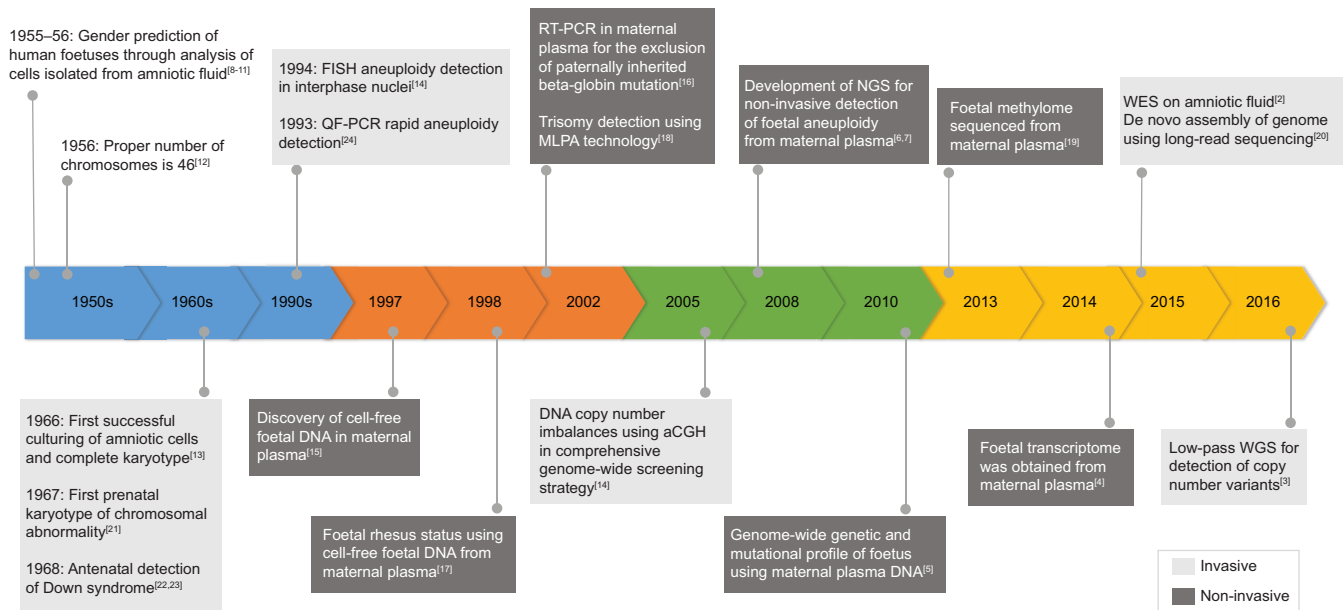 1955–56: Gender prediction of
human foetuses through analysis of
cells isolated from amniotic fluid[8-11]
1956: Proper number of
chromosomes is 46[12]
1994: FISH aneuploidy detection
in interphase nuclei[14]
1993: QF-PCR rapid aneuploidy
detection[24]
RT-PCR in maternal
plasma for the exclusion
of paternally inherited
beta-globin mutation[16]
Trisomy detection using
MLPA technology[18]
Development of NGS for
non-invasive detection
of foetal aneuploidy
from maternal plasma[6,7]
Foetal methylome
sequenced from
maternal plasma[19]
WES on amniotic fluid[2]
De novo assembly of genome
using long-read sequencing[20]
1950s
1960s
1990s
1997
1998
2002
2005
2008
2010
2013
2014
2015
2016
1966: First successful
culturing of amniotic cells
and complete karyotype[13]
1967: First prenatal
karyotype of chromosomal
abnormality[21]
1968: Antenatal detection
of Down syndrome[22,23]
Discovery of cell-free
foetal DNA in maternal
plasma[15]
Foetal rhesus status using
cell-free foetal DNA from
maternal plasma[17]
DNA copy number
imbalances using aCGH
in comprehensive
genome-wide screening
strategy[14]
Genome-wide genetic and
mutational profile of foetus
using maternal plasma DNA[5]
Foetal transcriptome
was obtained from
maternal plasma[4]
Low-pass WGS for
detection of copy
number variants[3]
Invasive
Non-invasive